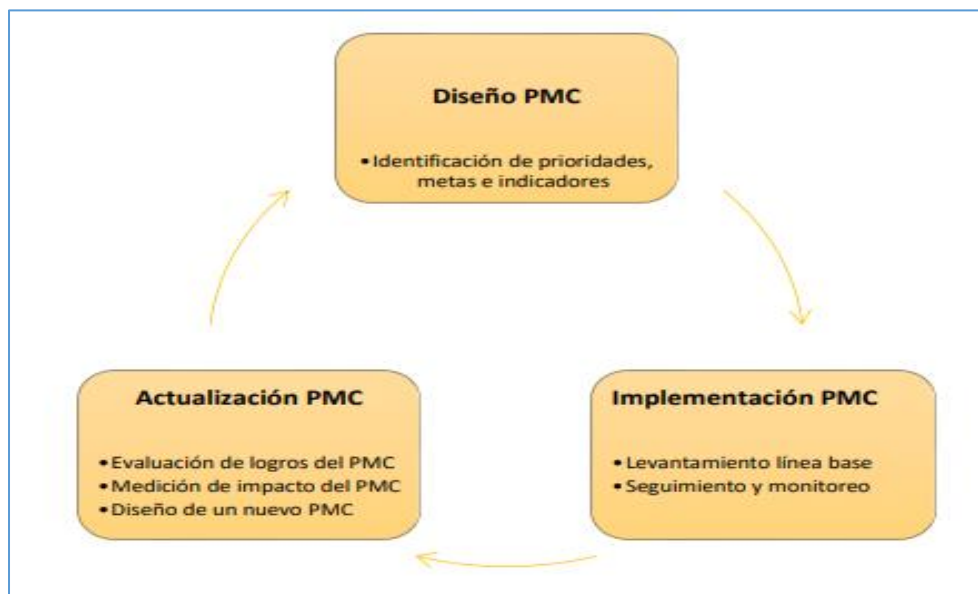 Diseño PMC
•Identificación de prioridades,
metas e indicadores
Actualización PMC
•Evaluación de logros del PMC
•Medición de impacto del PMC
•Diseño de un nuevo PMC
Implementación PMC
•Levantamiento línea base
•Seguimiento y monitoreo